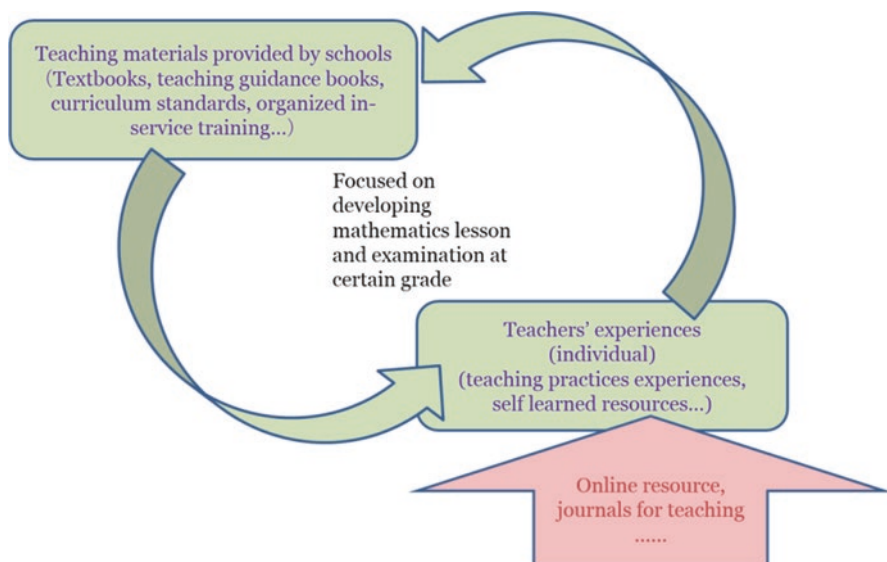 Teaching materials provided by schools
(Textbooks, teaching guidance books,
curriculum standards, organized in-
service training...)
Focused on
developing
mathematics lesson
and examination at
certain grade
Teachers’ experiences
(individual)
(teaching practices experiences,
self learned resources...)
Online resource,
journals for teaching
......